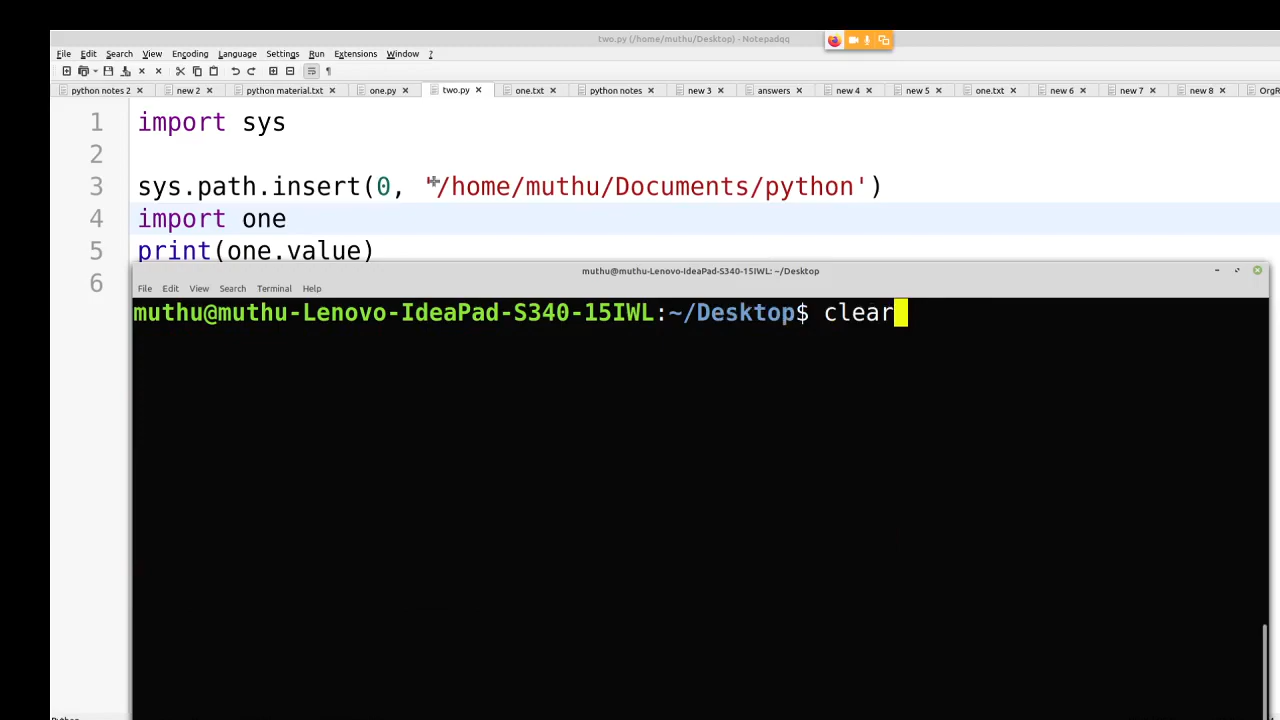 two.py (/home/muthu/Desktop) - Notepadqq
File Edit Search View Encoding Language Settings Run Extensions Window ?
python notes 2 new 2 python material.txt one.py two.py one.txt python notes new 3 answers new 4 new 5 one.txt new 6 new 7 new 8 OrgR
1 import sys
2
3 sys.path.insert(0, '/home/muthu/Documents/python')
4 import one
5 print(one.value)
6
muthu@muthu-Lenovo-IdeaPad-S340-15IWL: ~/Desktop
File Edit View Search Terminal Help
muthu@muthu-Lenovo-IdeaPad-S340-15IWL:~/Desktop$ clear